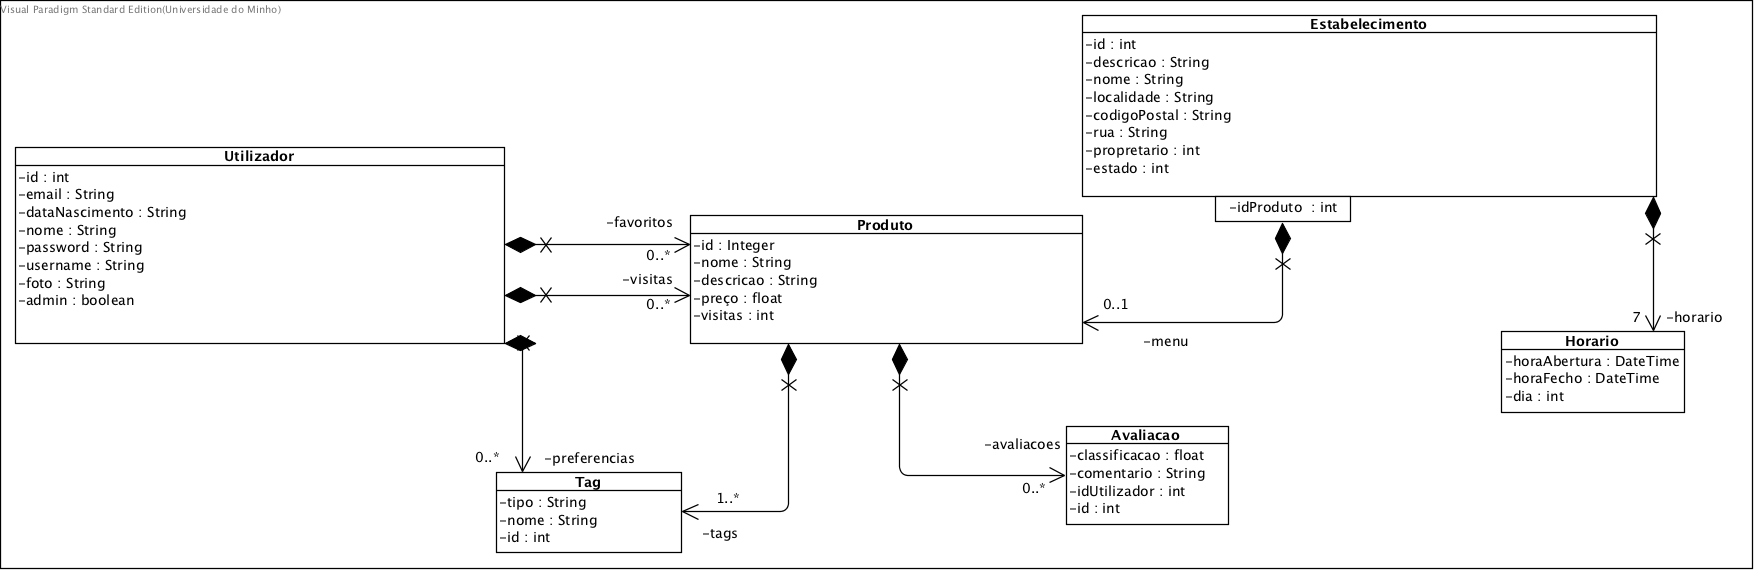 Visual Paradigm Standard Edition(Universidade do Minho)
Estabelecimento
-id : int
-descricao : String
-nome : String
-localidade : String
-codigoPostal : String
-rua : String
-propretario : int
-estado : int
-idProduto : int
Utilizador
-id : int
-email : String
-dataNascimento : String
-nome : String
-password : String
-username : String
-foto : String
-admin : boolean
-favoritos
0..*
-visitas
0..*
Produto
-id : Integer
-nome : String
-descricao : String
-preço : float
-visitas : int
0..1
-menu
7
-horario
Horario
-horaAbertura : DateTime
-horaFecho : DateTime
-dia : int
0..*
-preferencias
Tag
-tipo : String
-nome : String
-id : int
1..*
-tags
-avaliacoes
0..*
Avaliacao
-classificacao : float
-comentario : String
-idUtilizador : int
-id : int